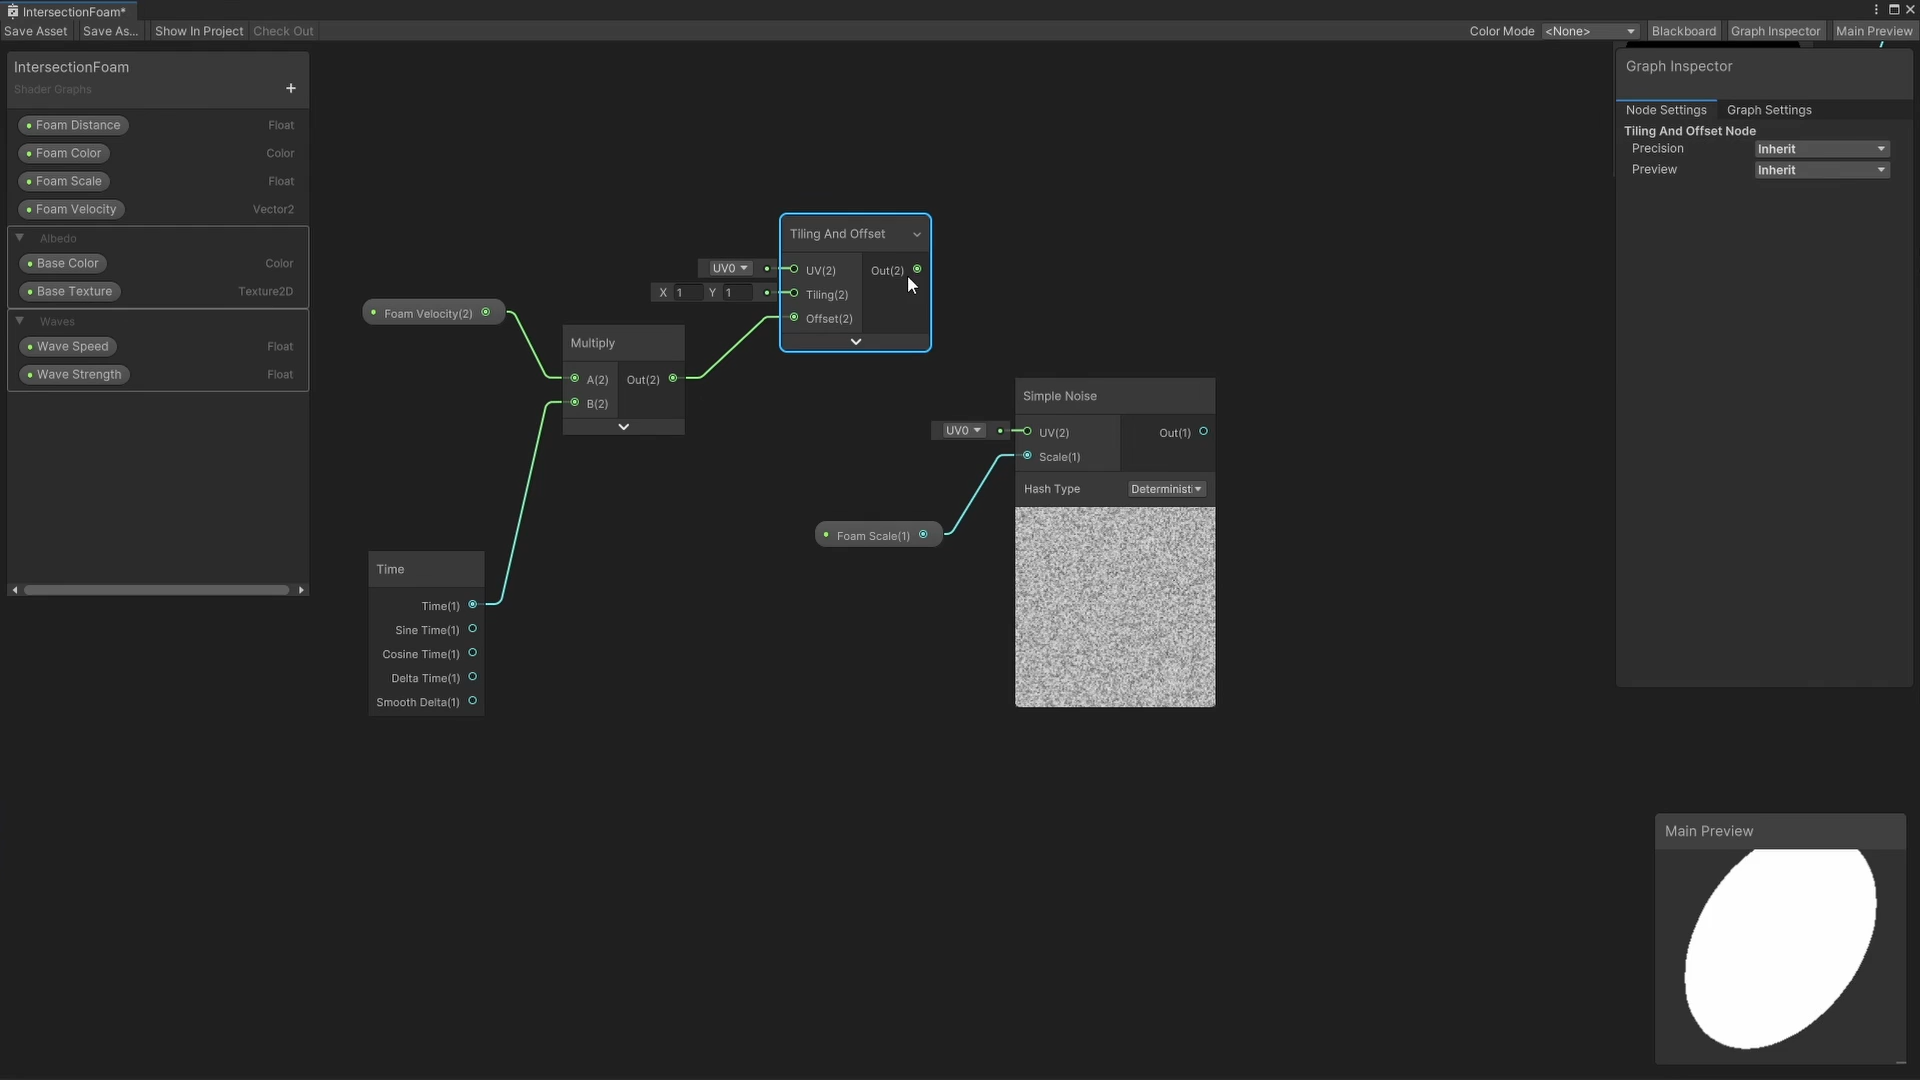 IntersectionFoam*
Save Asset Save As... Show In Project Check Out Color Mode <None> Blackboard Graph Inspector Main Preview
IntersectionFoam
Shader Graphs
+
Foam Distance Float
Foam Color Color
Foam Scale Float
Foam Velocity Vector2
Albedo
Base Color Color
Base Texture Texture2D
Waves
Wave Speed Float
Wave Strength Float
Foam Velocity(2)
Multiply
A(2) Out(2)
B(2)
Time
Time(1)
Sine Time(1)
Cosine Time(1)
Delta Time(1)
Smooth Delta(1)
Tiling And Offset
UV0 UV(2) Out(2)
X 1 Y 1 Tiling(2)
Offset(2)
Simple Noise
UV0 UV(2) Out(1)
Scale(1)
Hash Type Determinist
Foam Scale(1)
Graph Inspector
Node Settings Graph Settings
Tiling And Offset Node
Precision Inherit
Preview Inherit
Main Preview